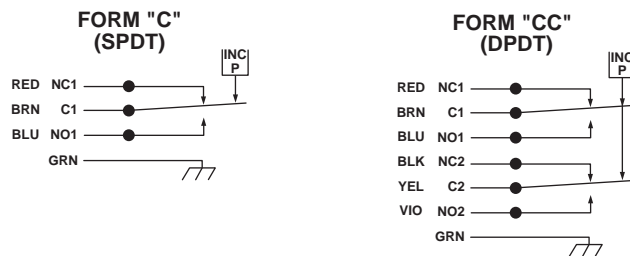 FORM "C"
(SPDT)
INC
P
RED NC1
BRN C1
BLU NO1
GRN
FORM "CC"
(DPDT)
INC
P
RED NC1
BRN C1
BLU NO1
BLK NC2
YEL C2
VIO NO2
GRN